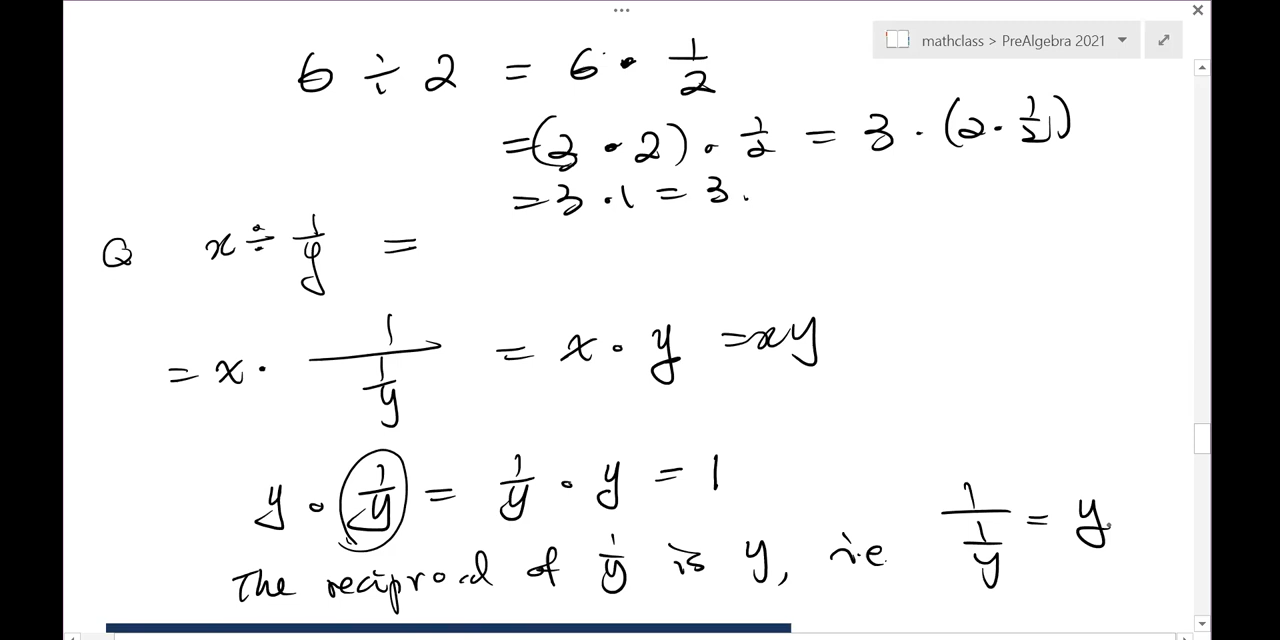 mathclass > PreAlgebra 2021
6 ÷ 2 = 6 · 1/2
= (3 · 2) · 1/2 = 3 · (2 · 1/2)
= 3 · 1 = 3.
Q x ÷ 1/y =
= x · 1/(1/y) = x · y = xy
y · 1/y = 1/y · y = 1
The reciprocal of 1/y is y, i.e 1/(1/y) = y